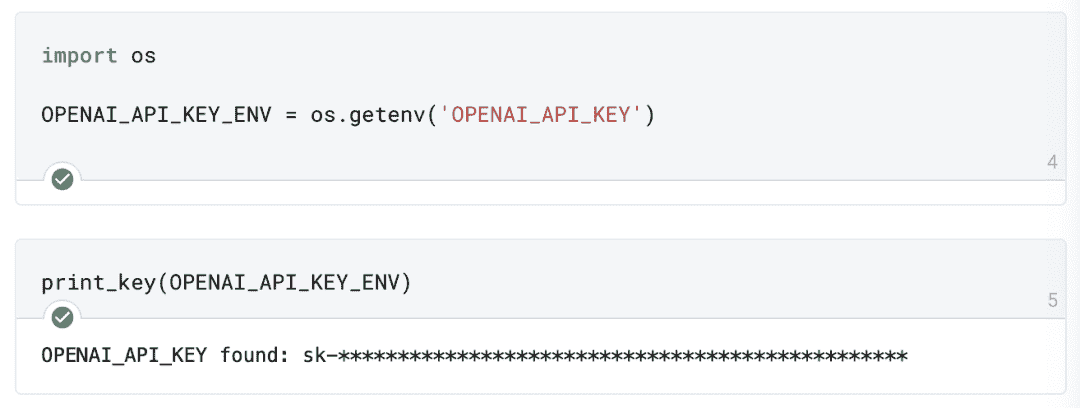 import os
OPENAI_API_KEY_ENV = os.getenv('OPENAI_API_KEY')
4
print_key(OPENAI_API_KEY_ENV)
5
OPENAI_API_KEY found: sk-************************************************